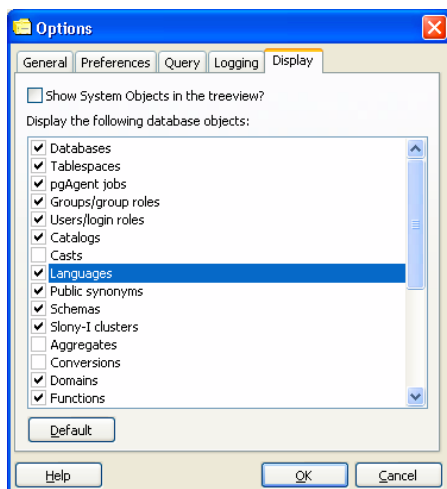 Options
General Preferences Query Logging Display
Show System Objects in the treeview?
Display the following database objects:
Databases
Tablespaces
pgAgent jobs
Groups/group roles
Users/login roles
Catalogs
Casts
Languages
Public synonyms
Schemas
Slony-I clusters
Aggregates
Conversions
Domains
Functions
Default
Help OK Cancel